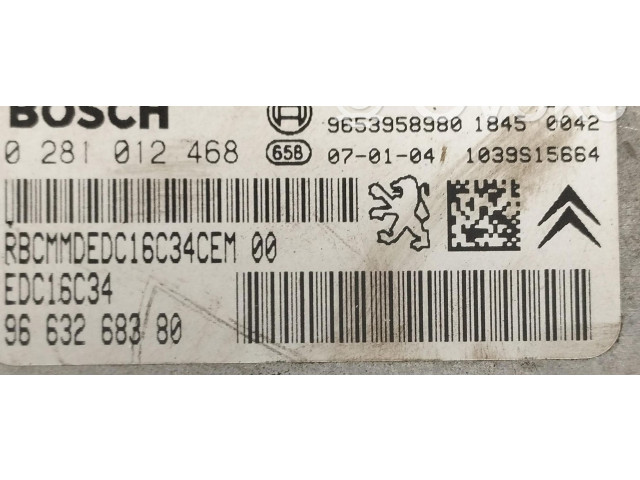 BOSCH
9653958980 1845 0042
0 281 012 468 658 07-01-04 1039S15664
RBCMMDEDC16C34CEM 00
EDC16C34
96 632 683 80